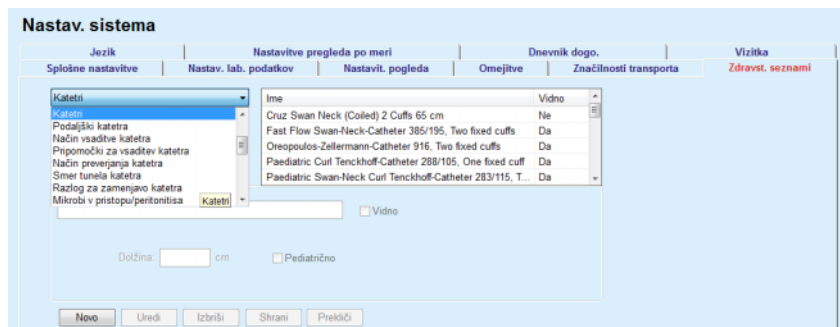 Nastav. sistema
Jezik Nastavitve pregleda po meri Dnevnik dogo. Vizitka
Splošne nastavitve Nastav. lab. podatkov Nastavit. pogleda Omejitve Značilnosti transporta Zdravst. seznami
Katetri
Katetri
Podaljški katetra
Način vsaditve katetra
Pripomočki za vsaditev katetra
Način preverjanja katetra
Smer tunela katetra
Razlog za zamenjavo katetra
Mikrobi v pristopu/peritonitisa
Katetri
Ime Vidno
Cruz Swan Neck (Coiled) 2 Cuffs 65 cm Ne
Fast Flow Swan-Neck-Catheter 385/195, Two fixed cuffs Da
Oreopoulos-Zellermann-Catheter 916, Two fixed cuffs Da
Paediatric Curl Tenckhoff-Catheter 288/105, One fixed cuff Da
Paediatric Swan-Neck Curl Tenckhoff-Catheter 283/115, T... Da
Vidno
Dolžina: cm Pediatrično
Novo Uredi Izbriši Shrani Prekliči